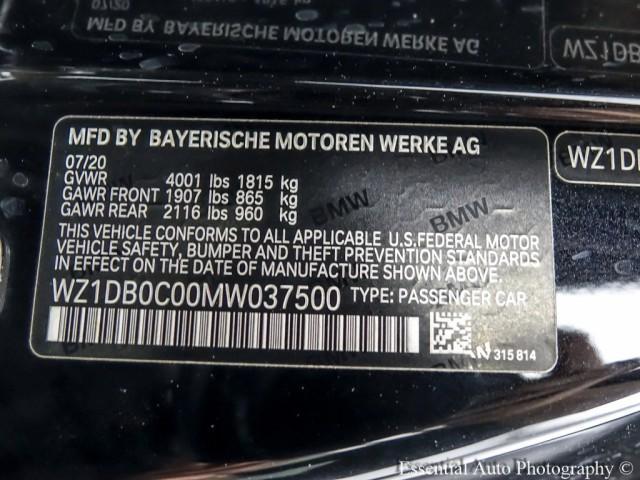 MFD BY BAYERISCHE MOTOREN WERKE AG
07/20
GVWR 4001 lbs 1815 kg
GAWR FRONT 1907 lbs 865 kg
GAWR REAR 2116 lbs 960 kg
THIS VEHICLE CONFORMS TO ALL APPLICABLE U.S.FEDERAL MOTOR
VEHICLE SAFETY, BUMPER AND THEFT PREVENTION STANDARDS
IN EFFECT ON THE DATE OF MANUFACTURE SHOWN ABOVE.
WZ1DB0C00MW037500 TYPE: PASSENGER CAR
315 814
WZ1D
BMW
BMW
Essential Auto Photography (C)